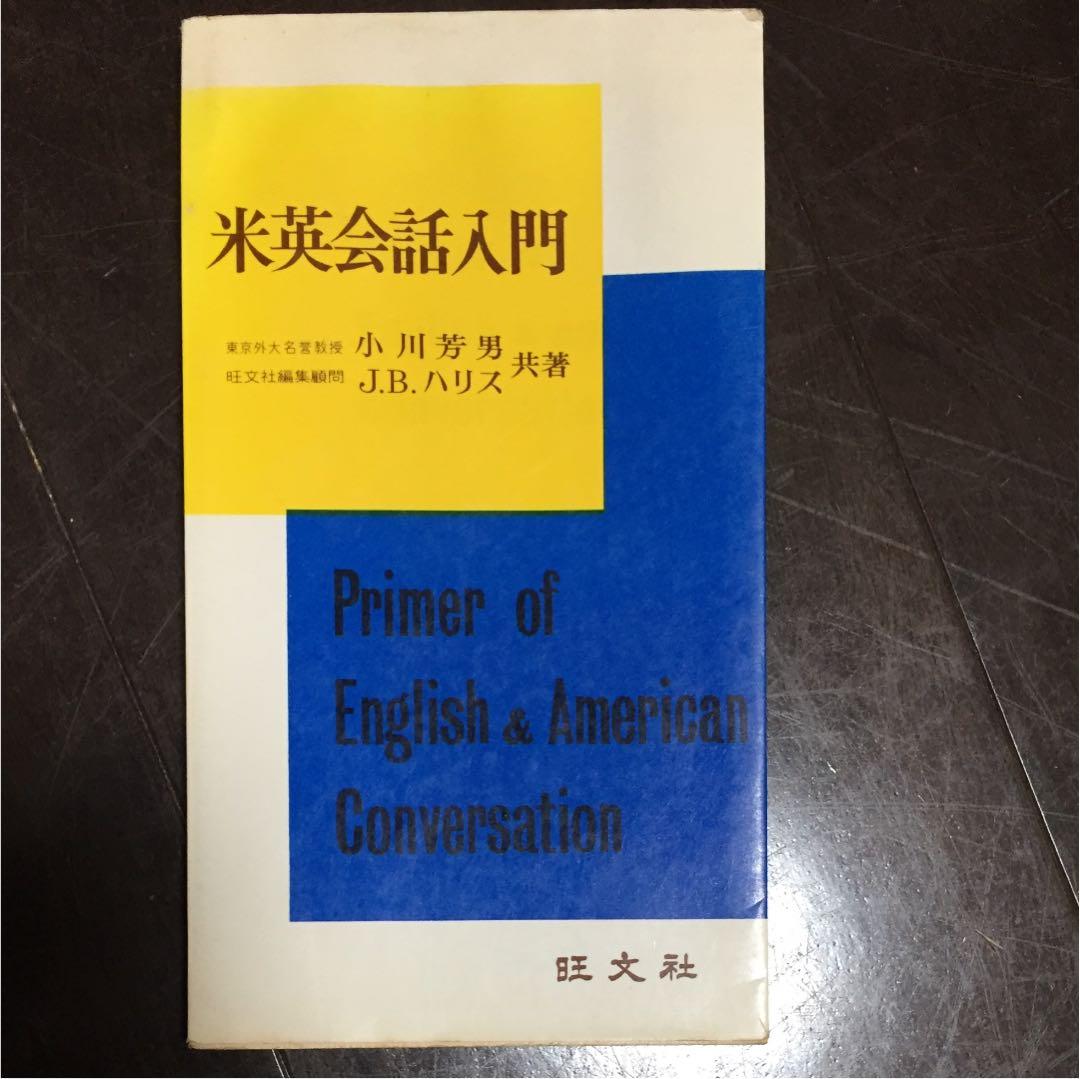 米英会話入門
東京外大名誉教授 小川芳男
旺文社編集顧問 J.B.ハリス 共著
Primer of
English & American
Conversation
旺文社